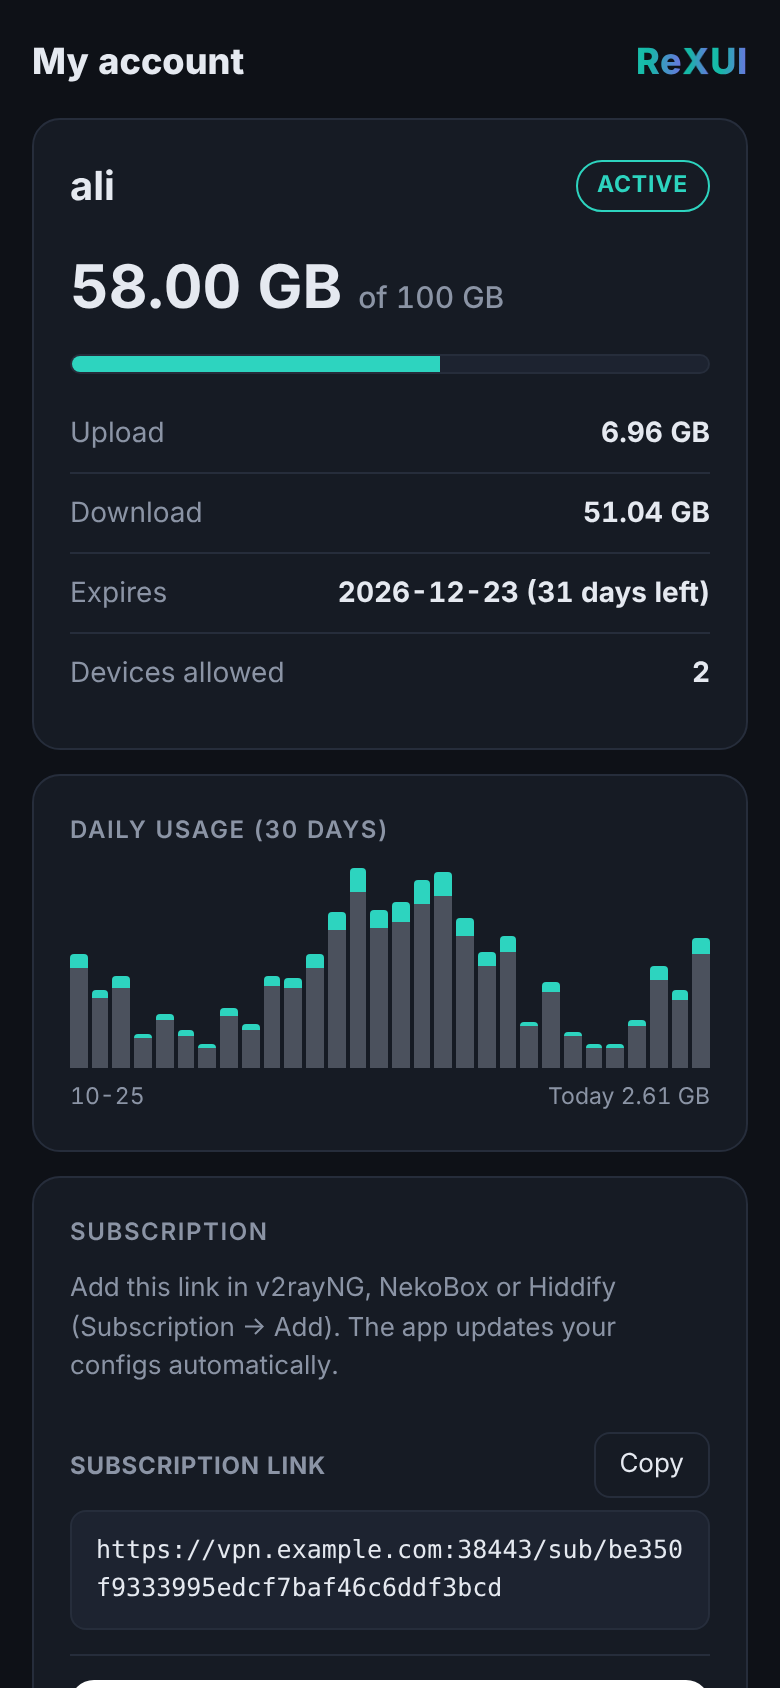 My account
ReXUI
ali
ACTIVE
58.00 GB of 100 GB
Upload 6.96 GB
Download 51.04 GB
Expires 2026-12-23 (31 days left)
Devices allowed 2
DAILY USAGE (30 DAYS)
10-25 Today 2.61 GB
SUBSCRIPTION
Add this link in v2rayNG, NekoBox or Hiddify
(Subscription → Add). The app updates your
configs automatically.
SUBSCRIPTION LINK
Copy
https://vpn.example.com:38443/sub/be350
f9333995edcf7baf46c6ddf3bcd